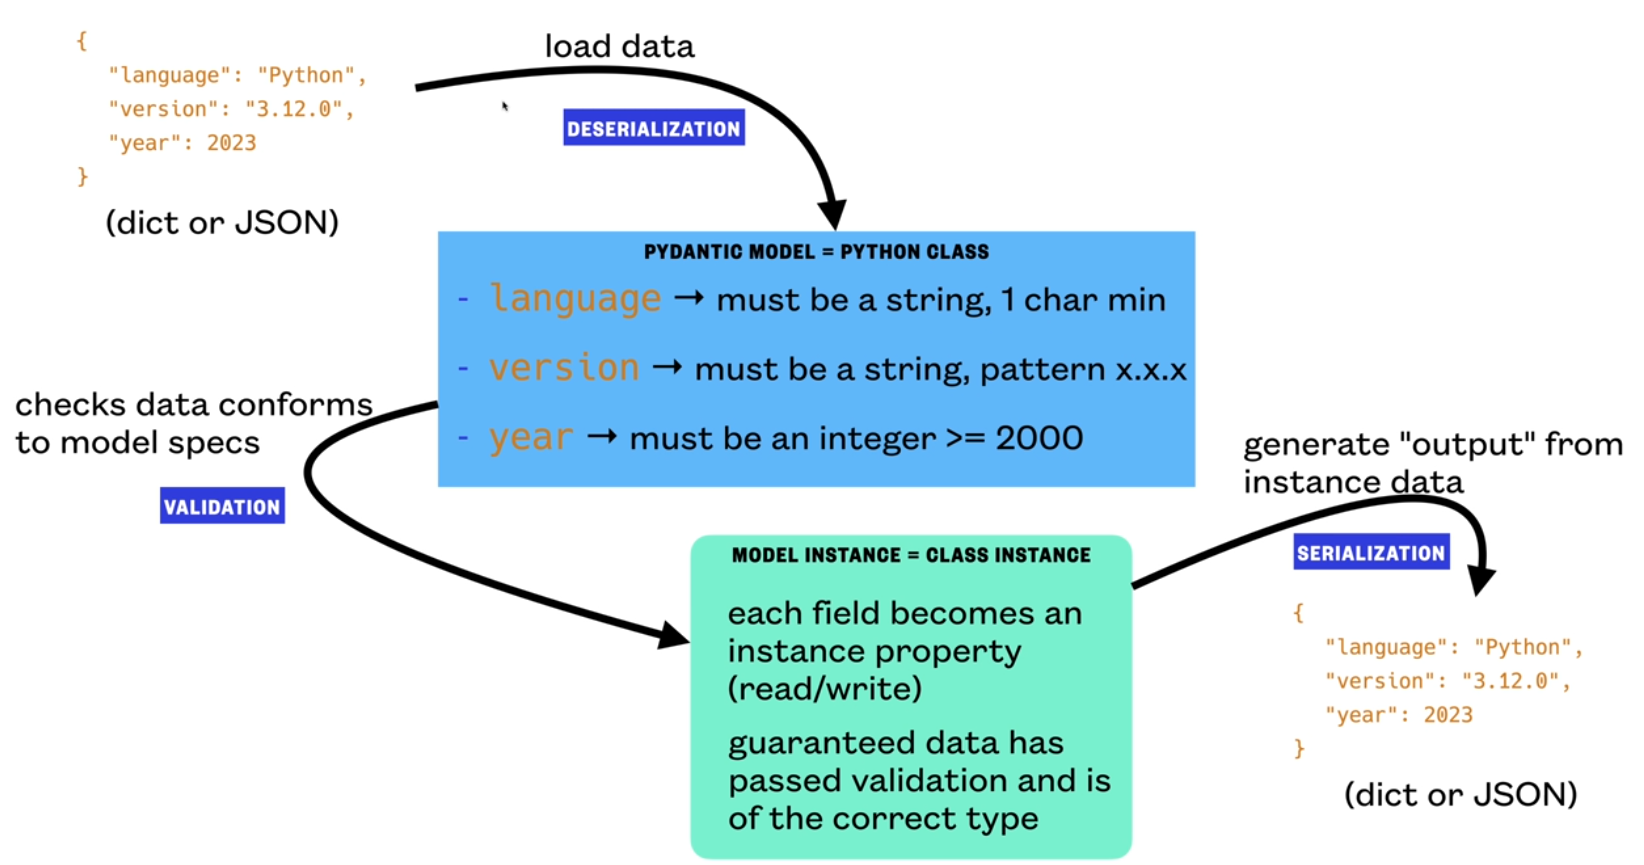 {
"language": "Python",
"version": "3.12.0",
"year": 2023
}
(dict or JSON)
load data
DESERIALIZATION
PYDANTIC MODEL = PYTHON CLASS
- language → must be a string, 1 char min
- version → must be a string, pattern x.x.x
- year → must be an integer >= 2000
checks data conforms
to model specs
VALIDATION
MODEL INSTANCE = CLASS INSTANCE
each field becomes an
instance property
(read/write)
guaranteed data has
passed validation and is
of the correct type
generate "output" from
instance data
SERIALIZATION
{
"language": "Python",
"version": "3.12.0",
"year": 2023
}
(dict or JSON)